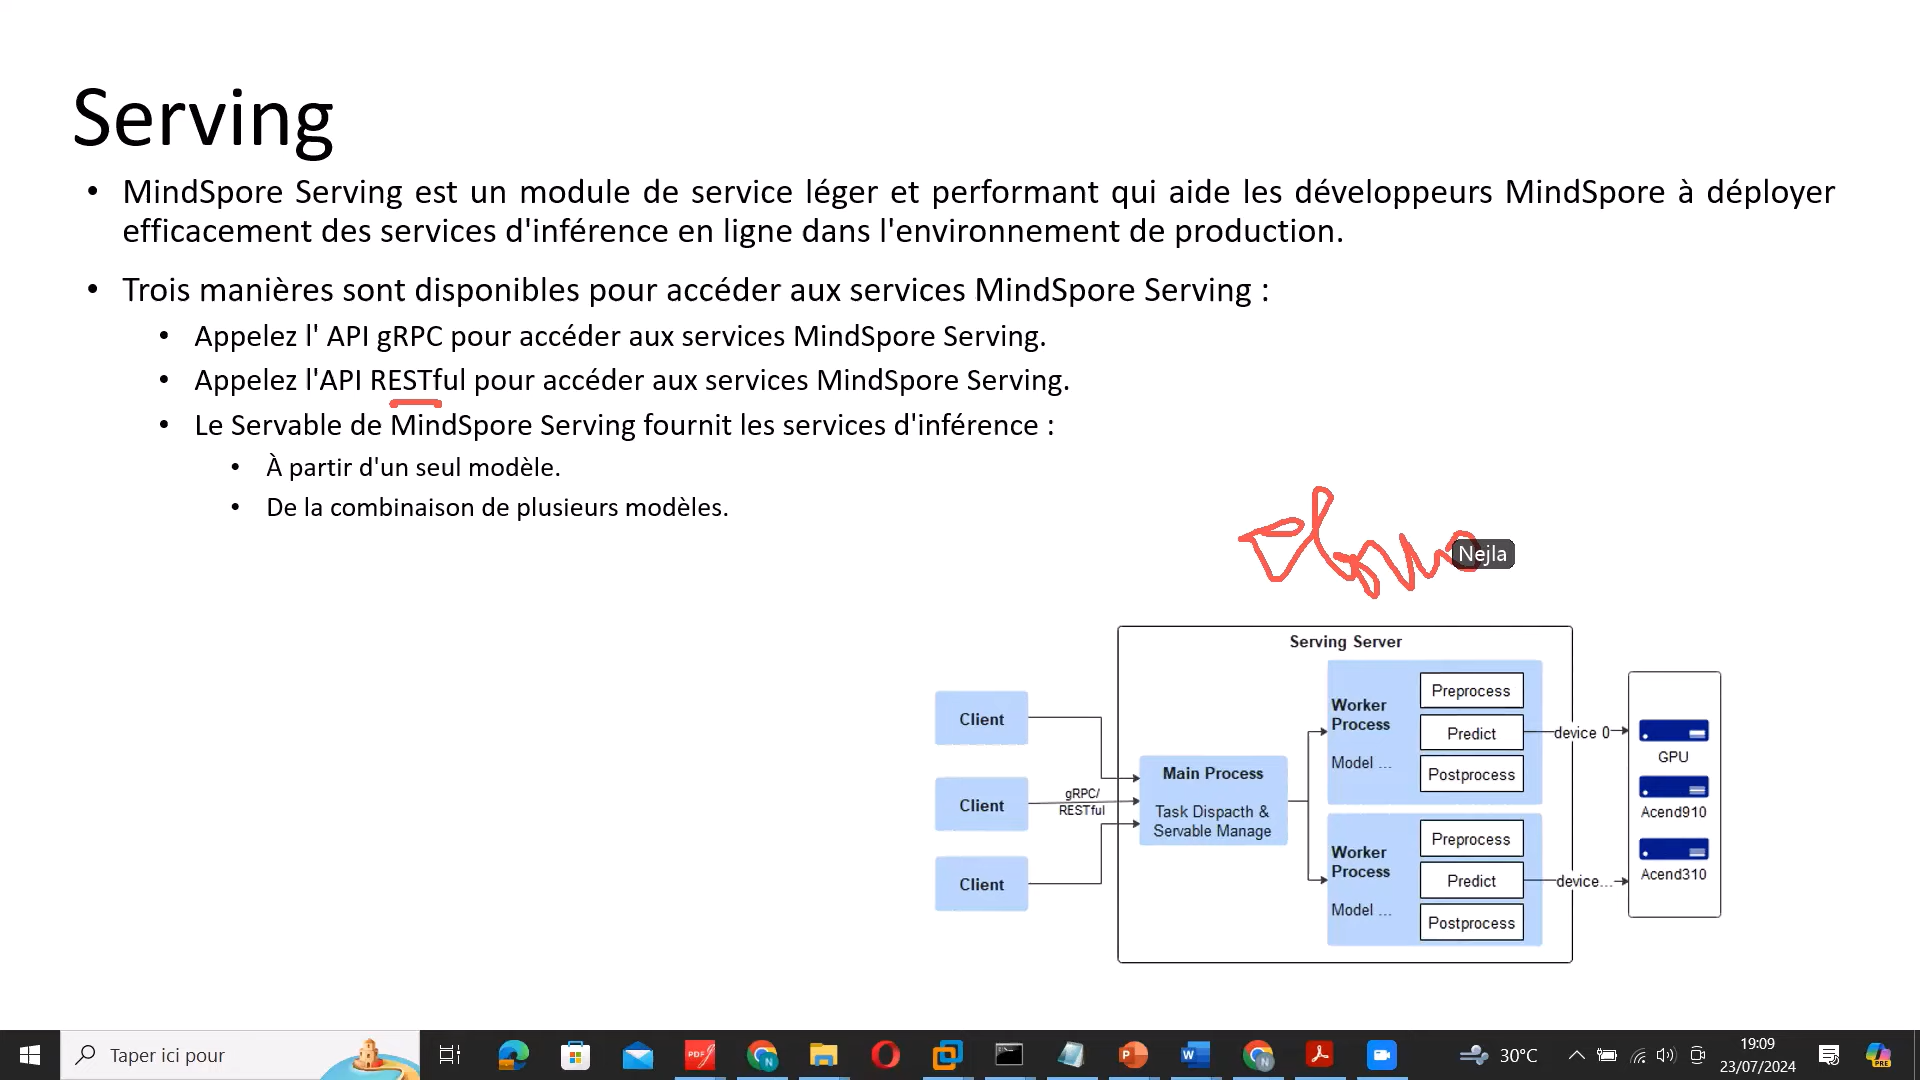 Serving
• MindSpore Serving est un module de service léger et performant qui aide les développeurs MindSpore à déployer
efficacement des services d'inférence en ligne dans l'environnement de production.
• Trois manières sont disponibles pour accéder aux services MindSpore Serving :
• Appelez l' API gRPC pour accéder aux services MindSpore Serving.
• Appelez l'API RESTful pour accéder aux services MindSpore Serving.
• Le Servable de MindSpore Serving fournit les services d'inférence :
• À partir d'un seul modèle.
• De la combinaison de plusieurs modèles.
Nejla
Serving Server
Client
Client
Client
gRPC/
RESTful
Main Process
Task Dispacth &
Servable Manage
Worker
Process
Model ...
Preprocess
Predict
Postprocess
device 0
Worker
Process
Model ...
Preprocess
Predict
Postprocess
device...
GPU
Acend910
Acend310
Taper ici pour
30°C
19:09
23/07/2024